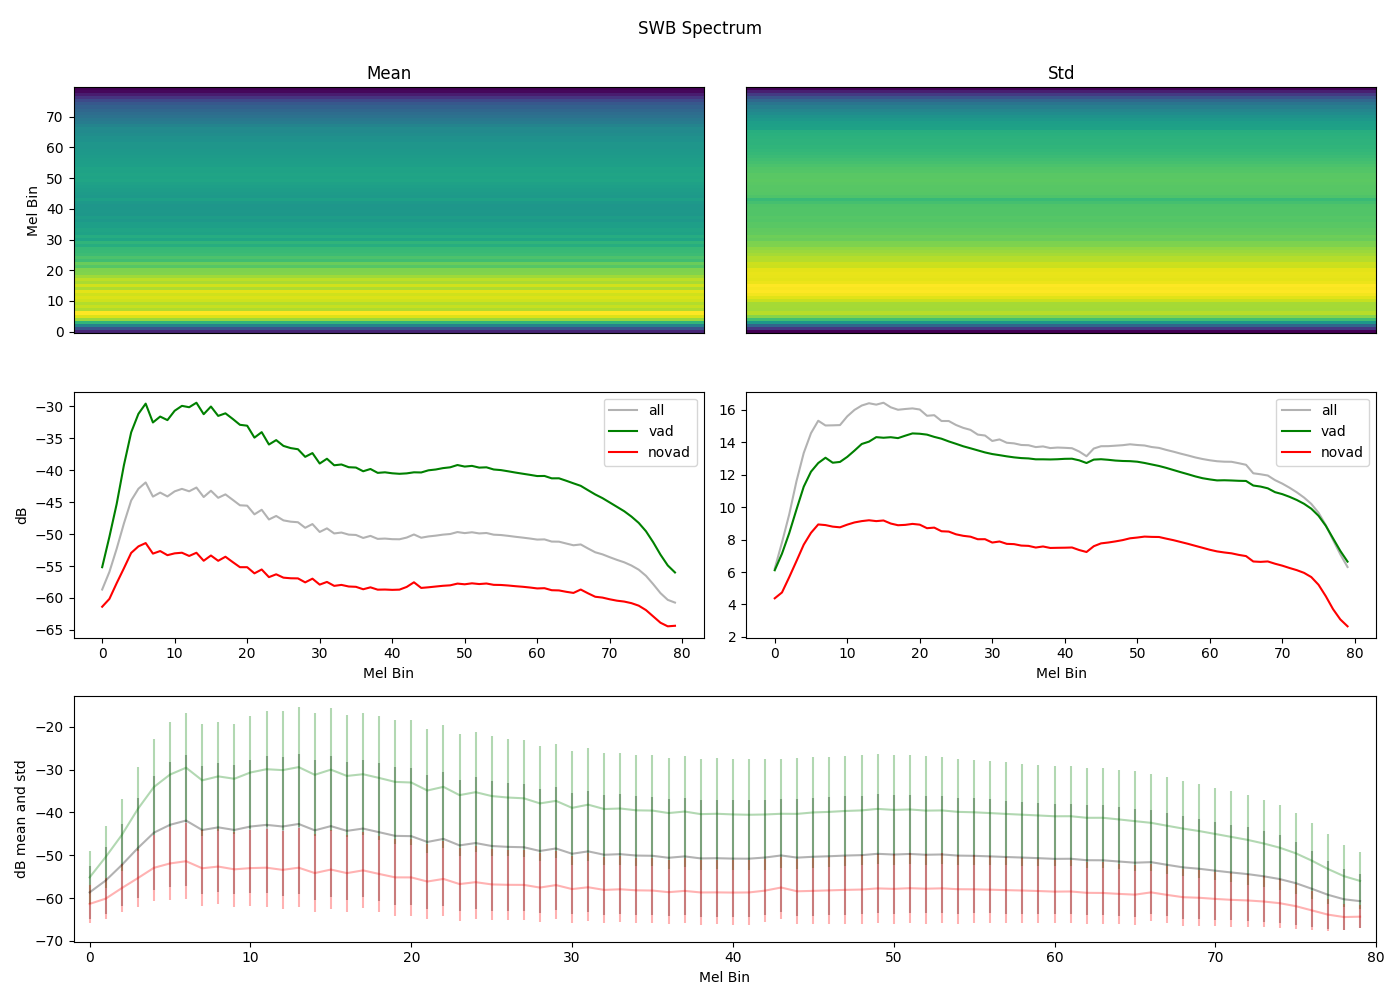 SWB Spectrum
Mean
Std
Mel Bin
70
60
50
40
30
20
10
0
dB
−30
−35
−40
−45
−50
−55
−60
−65
all
vad
novad
0 10 20 30 40 50 60 70 80
Mel Bin
16
14
12
10
8
6
4
2
all
vad
novad
0 10 20 30 40 50 60 70 80
Mel Bin
dB mean and std
−20
−30
−40
−50
−60
−70
0 10 20 30 40 50 60 70 80
Mel Bin